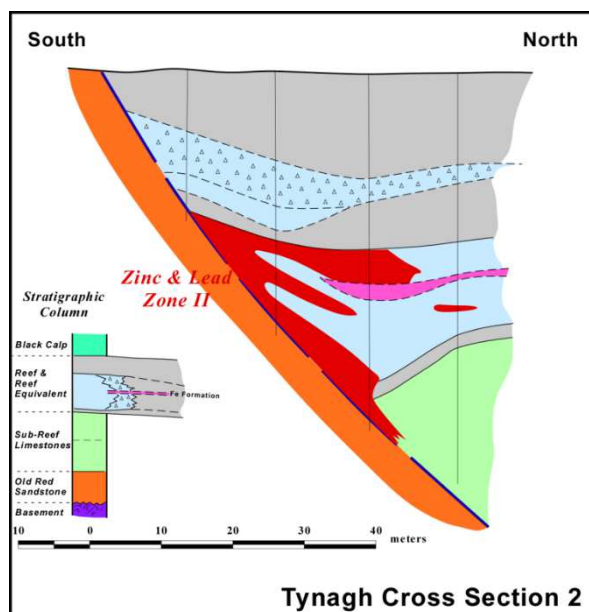 South
North
Zinc & Lead
Zone II
Stratigraphic
Column
Black Calp
Reef &
Reef
Equivalent
Fe Formation
Sub-Reef
Limestones
Old Red
Sandstone
Basement
10 0 10 20 30 40 meters
Tynagh Cross Section 2